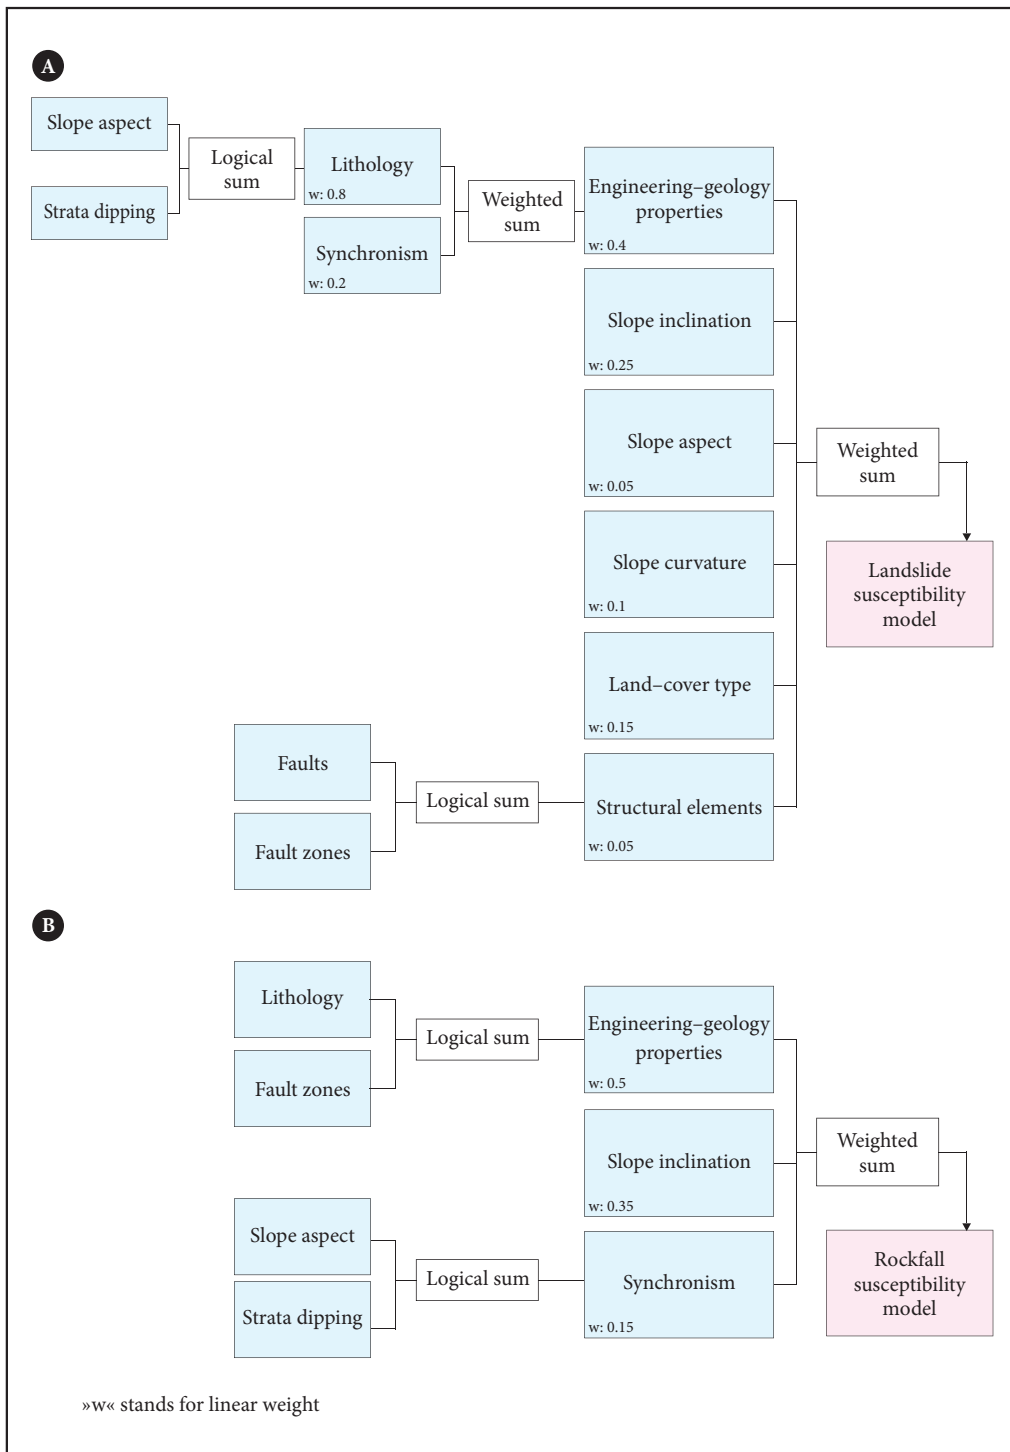 A
Slope aspect
Strata dipping
Logical
sum
Lithology
w: 0.8
Synchronism
w: 0.2
Weighted
sum
Engineering–geology
properties
w: 0.4
Slope inclination
w: 0.25
Slope aspect
w: 0.05
Slope curvature
w: 0.1
Land–cover type
w: 0.15
Faults
Fault zones
Logical sum
Structural elements
w: 0.05
Weighted
sum
Landslide
susceptibility
model
B
Lithology
Fault zones
Logical sum
Engineering–geology
properties
w: 0.5
Slope inclination
w: 0.35
Slope aspect
Strata dipping
Logical sum
Synchronism
w: 0.15
Weighted
sum
Rockfall
susceptibility
model
»w« stands for linear weight